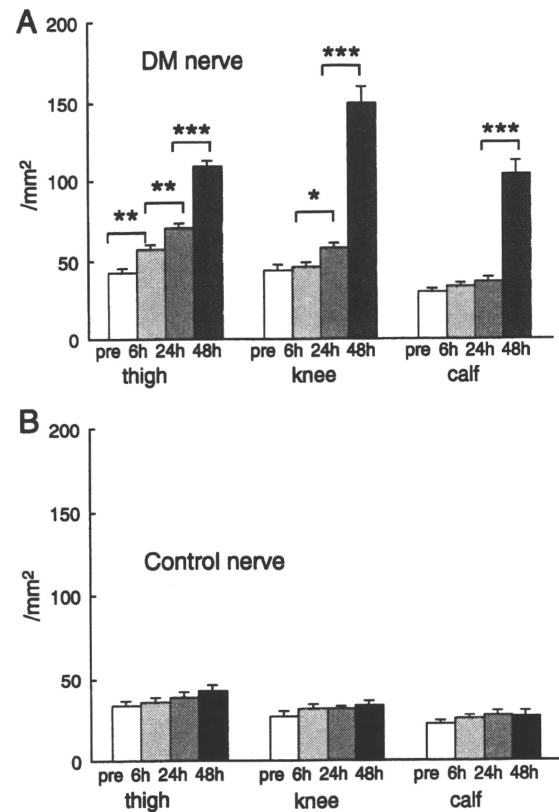 A
200
DM nerve
***
150
***
***
/mm²
100
**
**
*
50
0
pre 6h 24h 48h pre 6h 24h 48h pre 6h 24h 48h
thigh knee calf
B
200
150
Control nerve
/mm²
100
50
0
pre 6h 24h 48h pre 6h 24h 48h pre 6h 24h 48h
thigh knee calf